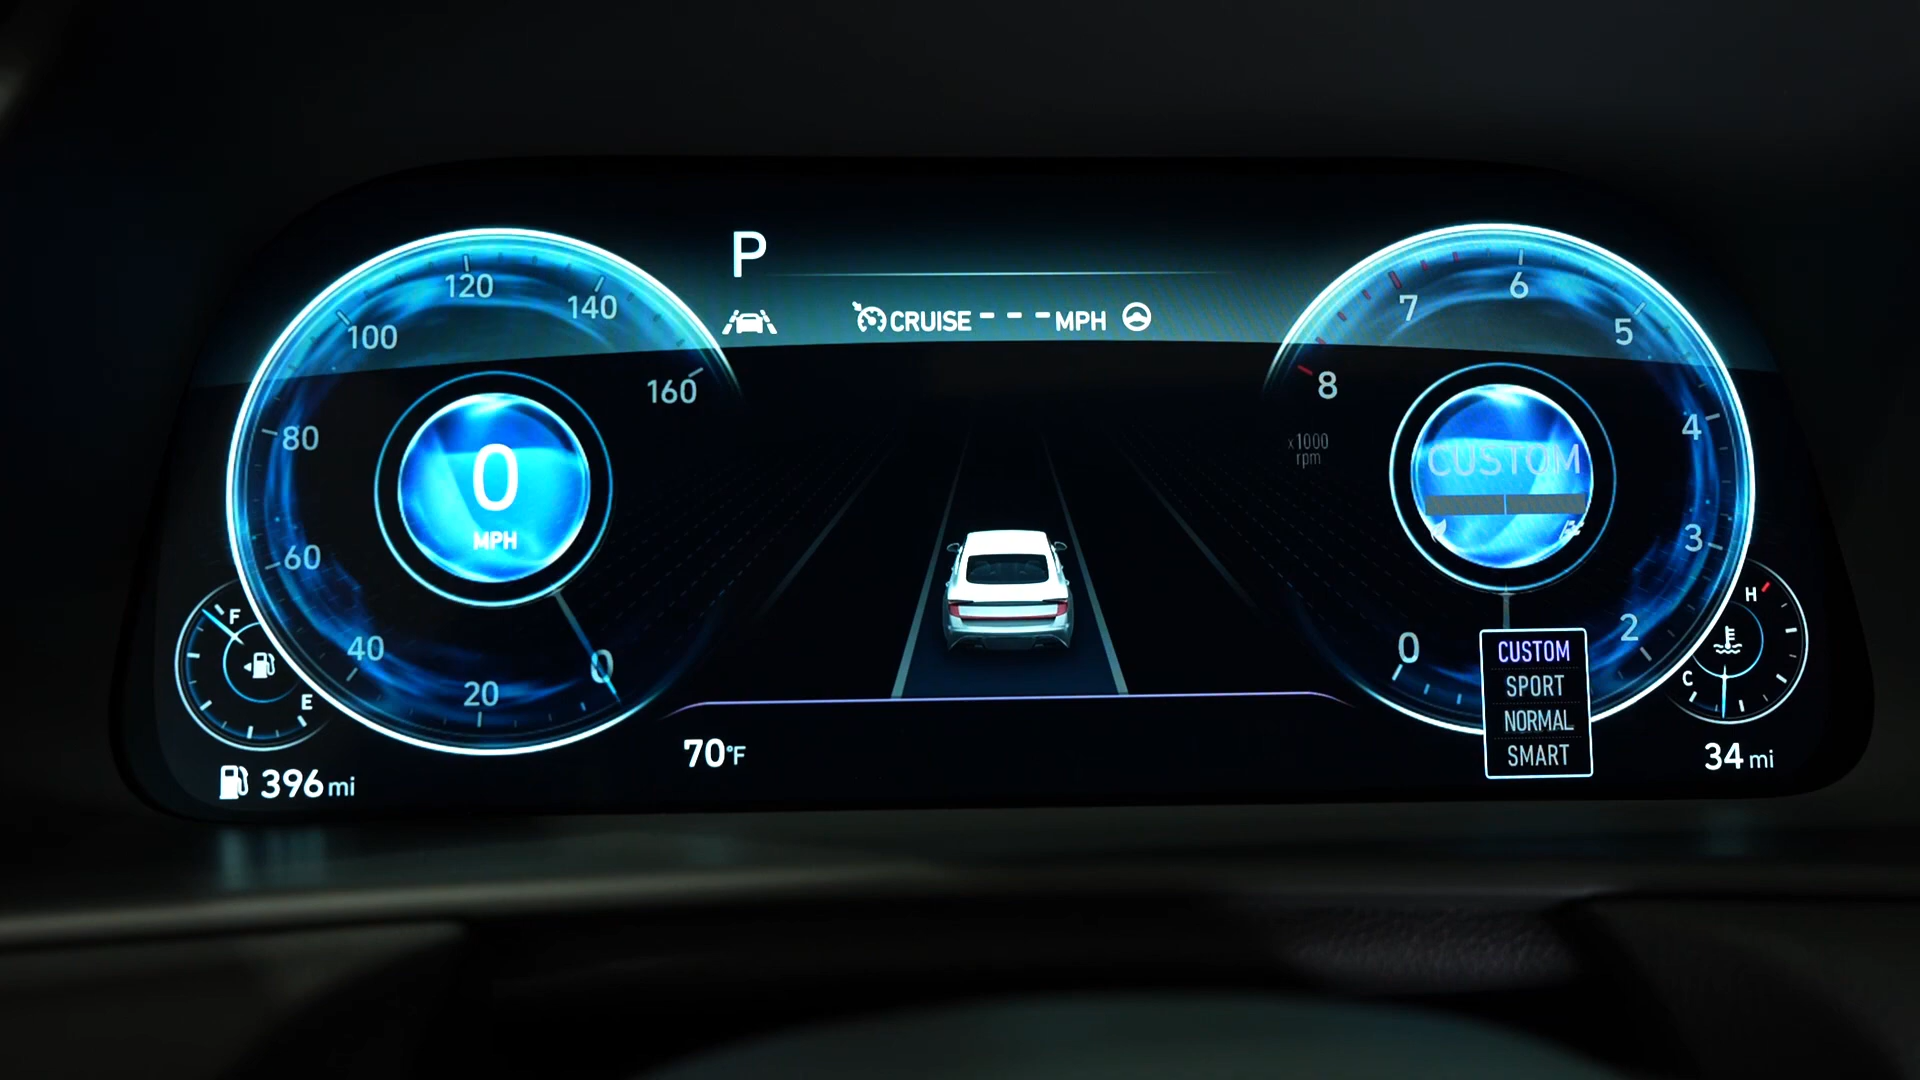 P
CRUISE --- MPH
120
140
100
160
80
60
40
20
0
0
MPH
F
E
396 mi
70°F
6
7
5
8
4
x1000
rpm
3
2
0
CUSTOM
CUSTOM
SPORT
NORMAL
SMART
H
C
34 mi